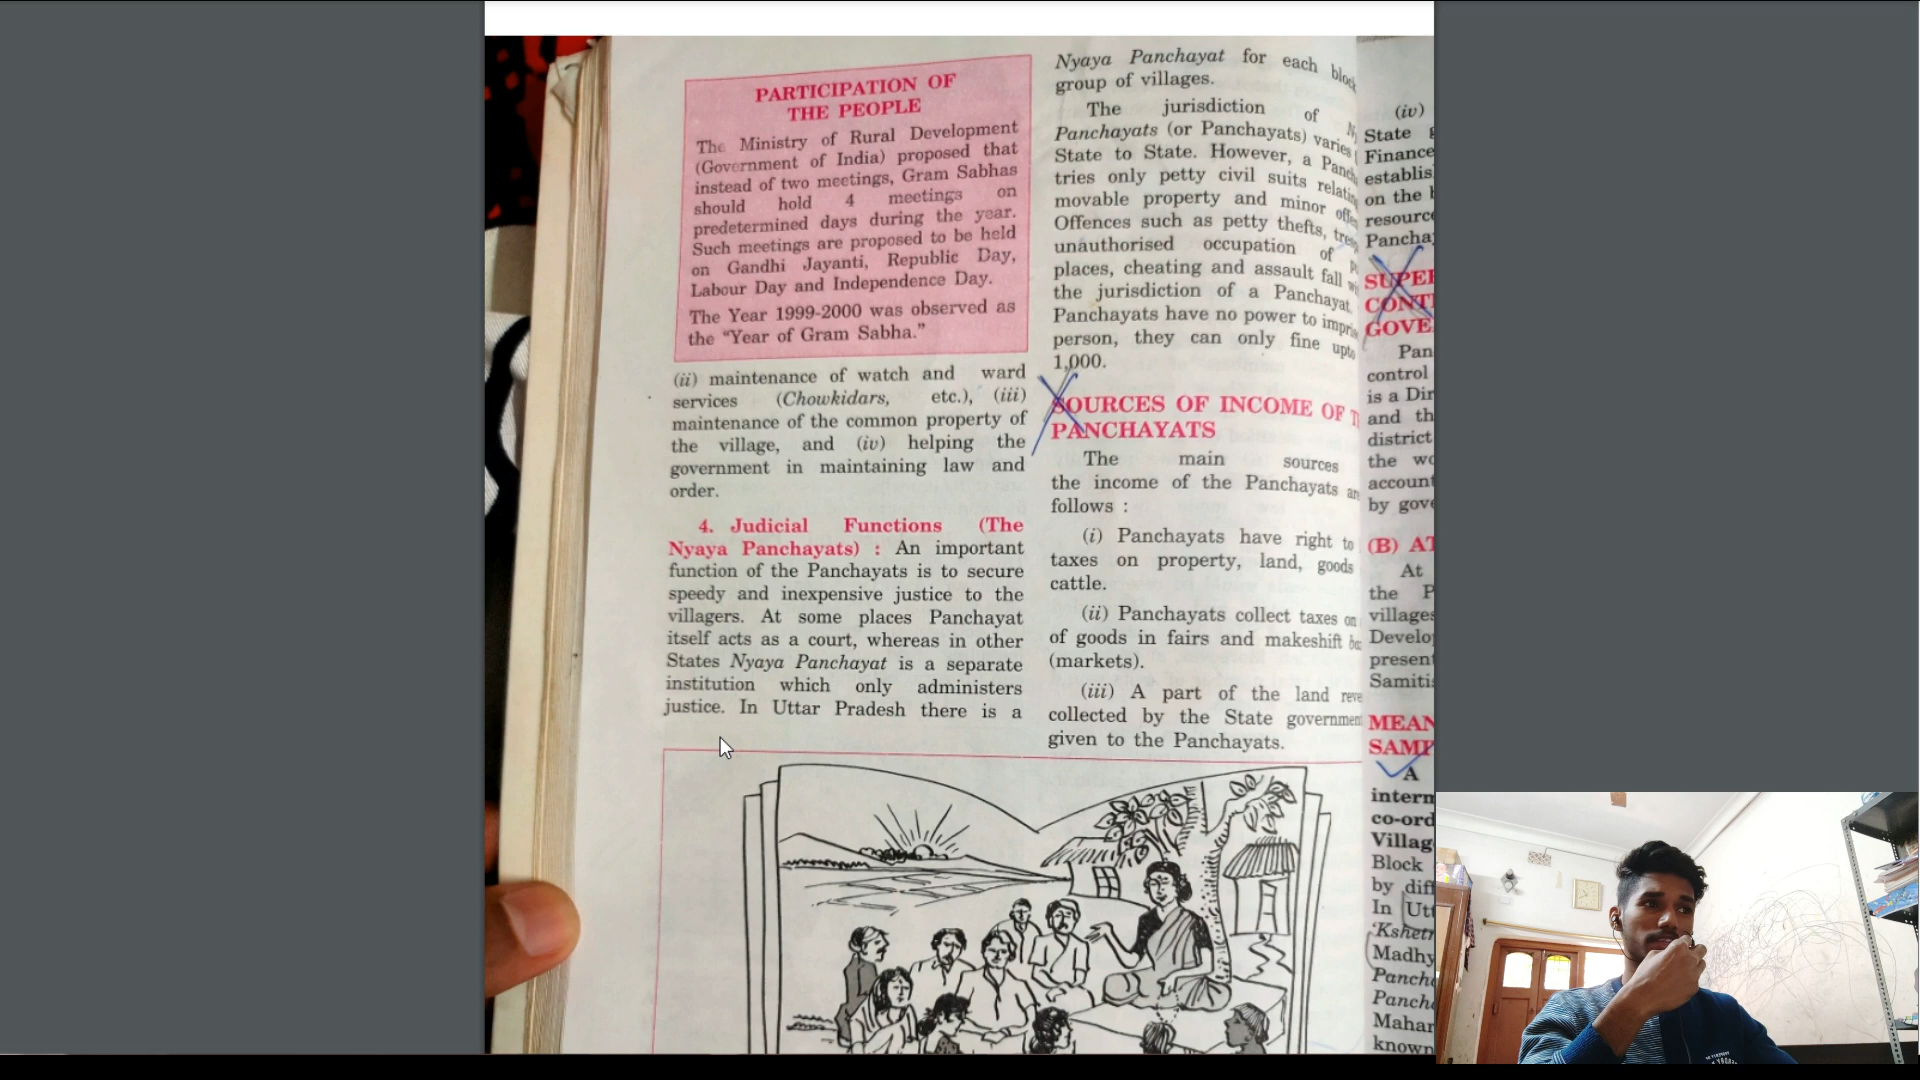 PARTICIPATION OF
THE PEOPLE
The Ministry of Rural Development
(Government of India) proposed that
instead of two meetings, Gram Sabhas
should hold 4 meetings on
predetermined days during the year.
Such meetings are proposed to be held
on Gandhi Jayanti, Republic Day,
Labour Day and Independence Day.
The Year 1999-2000 was observed as
the “Year of Gram Sabha.”
(ii) maintenance of watch and ward
services (Chowkidars, etc.), (iii)
maintenance of the common property of
the village, and (iv) helping the
government in maintaining law and
order.
4. Judicial Functions (The
Nyaya Panchayats) : An important
function of the Panchayats is to secure
speedy and inexpensive justice to the
villagers. At some places Panchayat
itself acts as a court, whereas in other
States Nyaya Panchayat is a separate
institution which only administers
justice. In Uttar Pradesh there is a
Nyaya Panchayat for each block
group of villages.
The jurisdiction of
Panchayats (or Panchayats) varies
State to State. However, a
tries only petty civil suits
movable property and minor
Offences such as petty thefts,
unauthorised occupation of
places, cheating and assault fall
the jurisdiction of a Panchayat.
Panchayats have no power to
person, they can only fine upto
1,000.
SOURCES OF INCOME OF
PANCHAYATS
The main sources
the income of the Panchayats
follows :
(i) Panchayats have right to
taxes on property, land, goods
cattle.
(ii) Panchayats collect taxes on
of goods in fairs and makeshift
(markets).
(iii) A part of the land
collected by the State
given to the Panchayats.
(iv)
State
Finance
on the
(B)
At
the
is a
and
the
by
A
Block
by
In